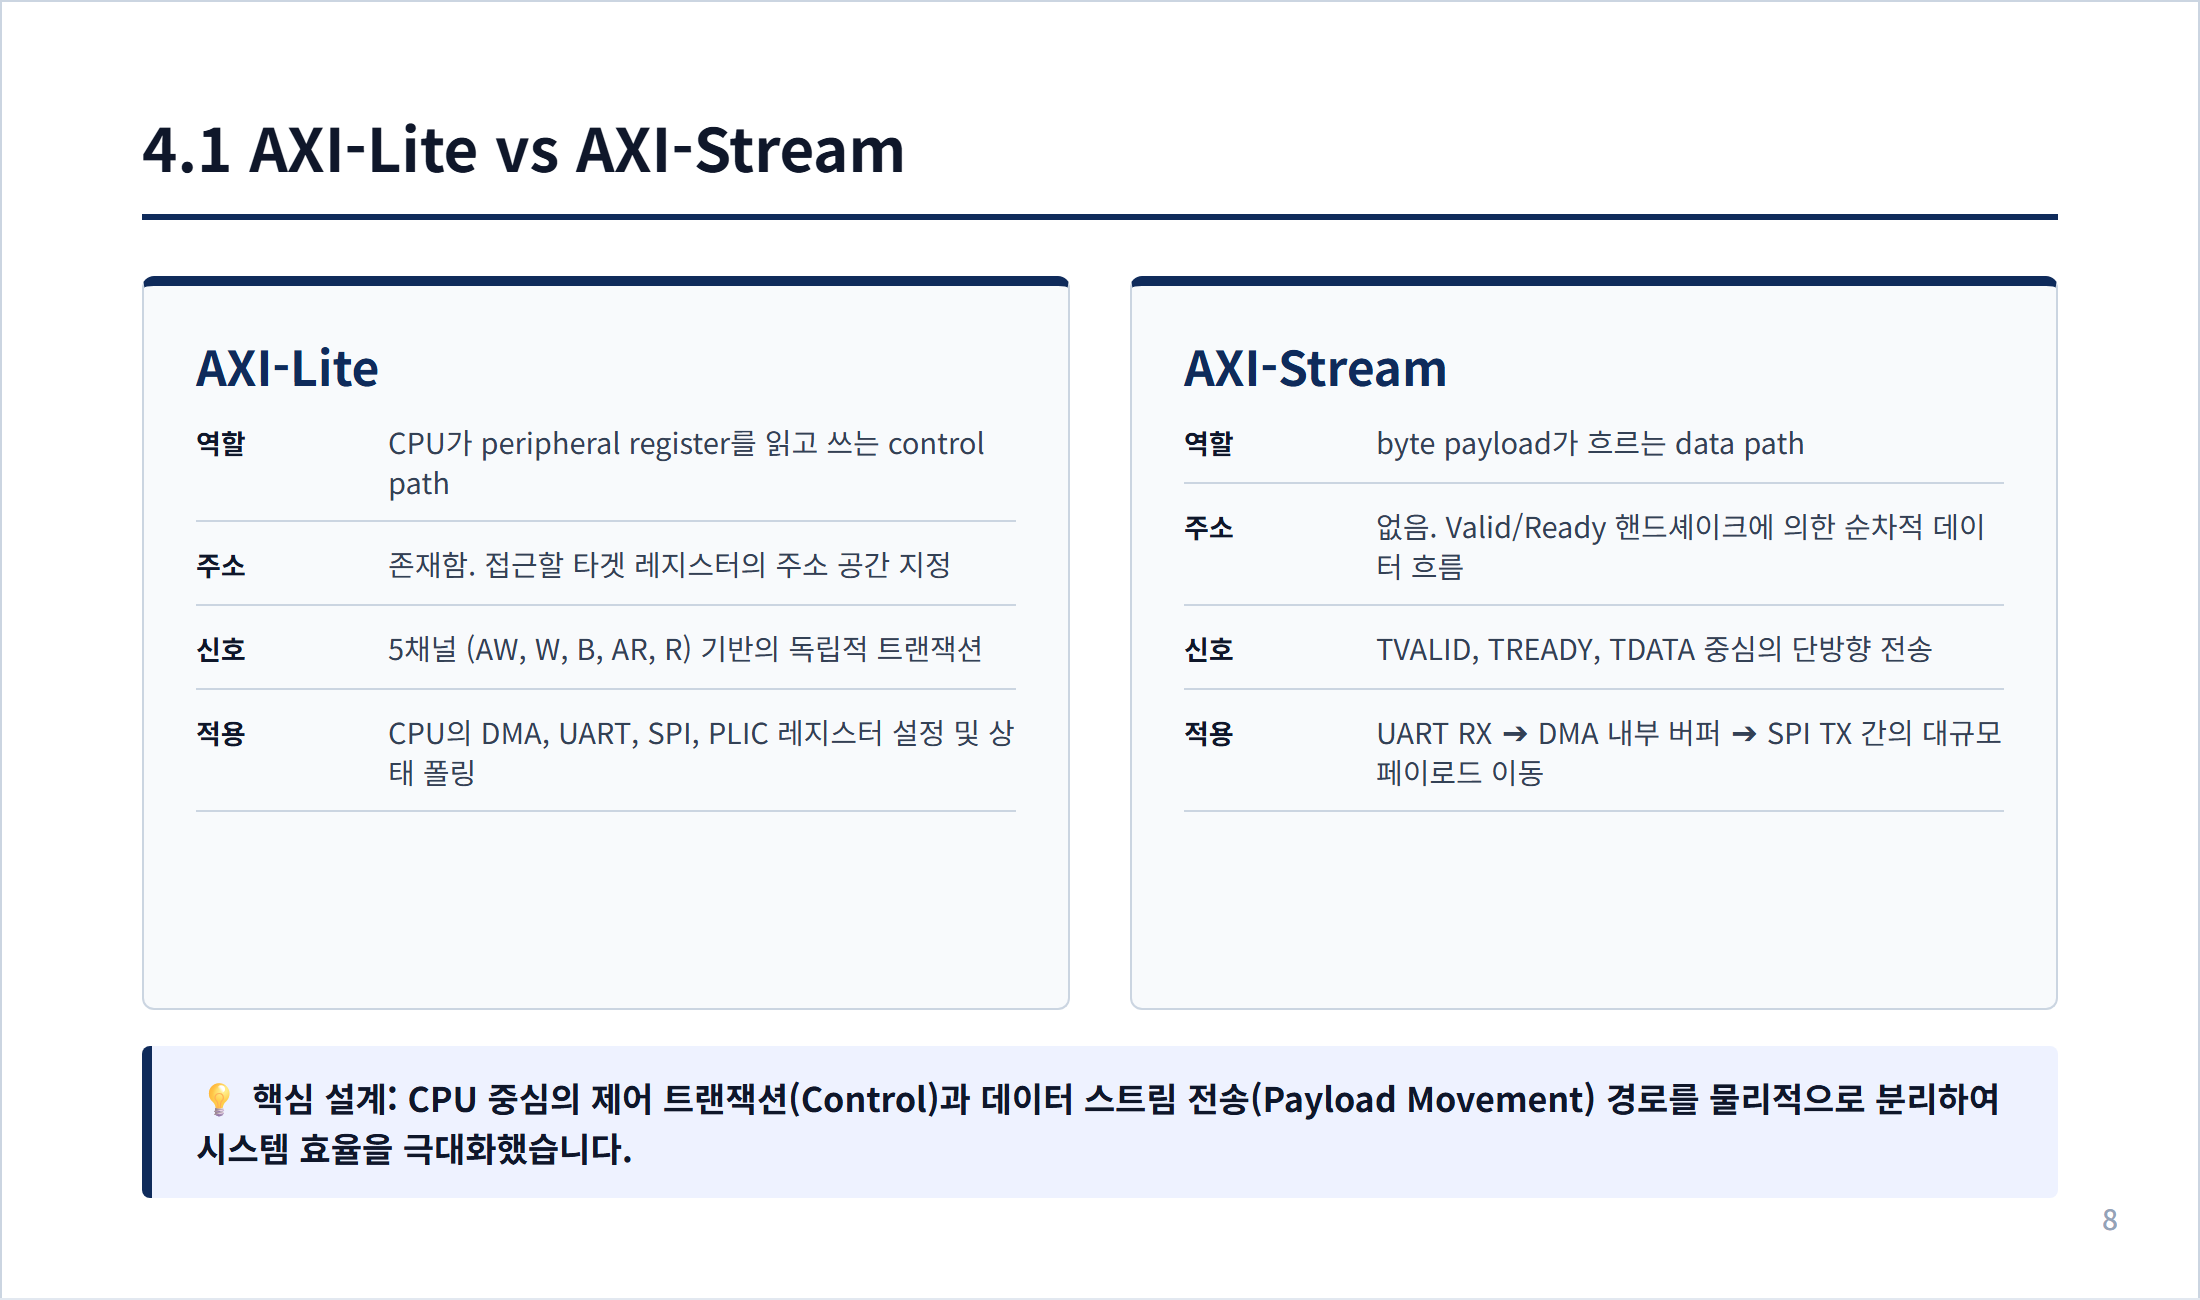 4.1 AXI-Lite vs AXI-Stream
AXI-Lite
역할 CPU가 peripheral register를 읽고 쓰는 control
path
주소 존재함. 접근할 타겟 레지스터의 주소 공간 지정
신호 5채널 (AW, W, B, AR, R) 기반의 독립적 트랜잭션
적용 CPU의 DMA, UART, SPI, PLIC 레지스터 설정 및 상
태 폴링
AXI-Stream
역할 byte payload가 흐르는 data path
주소 없음. Valid/Ready 핸드셰이크에 의한 순차적 데이
터 흐름
신호 TVALID, TREADY, TDATA 중심의 단방향 전송
적용 UART RX ➔ DMA 내부 버퍼 ➔ SPI TX 간의 대규모
페이로드 이동
💡 핵심 설계: CPU 중심의 제어 트랜잭션(Control)과 데이터 스트림 전송(Payload Movement) 경로를 물리적으로 분리하여
시스템 효율을 극대화했습니다.
8